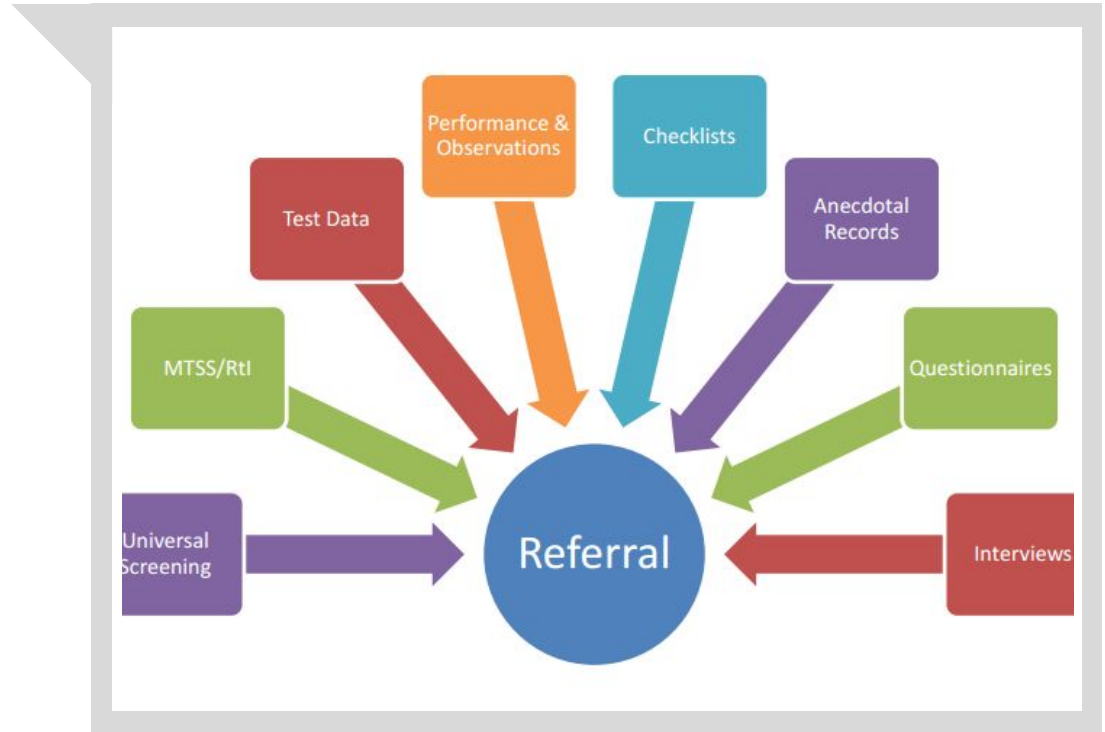 Universal
Screening
MTSS/RtI
Test Data
Performance &
Observations
Checklists
Anecdotal
Records
Questionnaires
Interviews
Referral